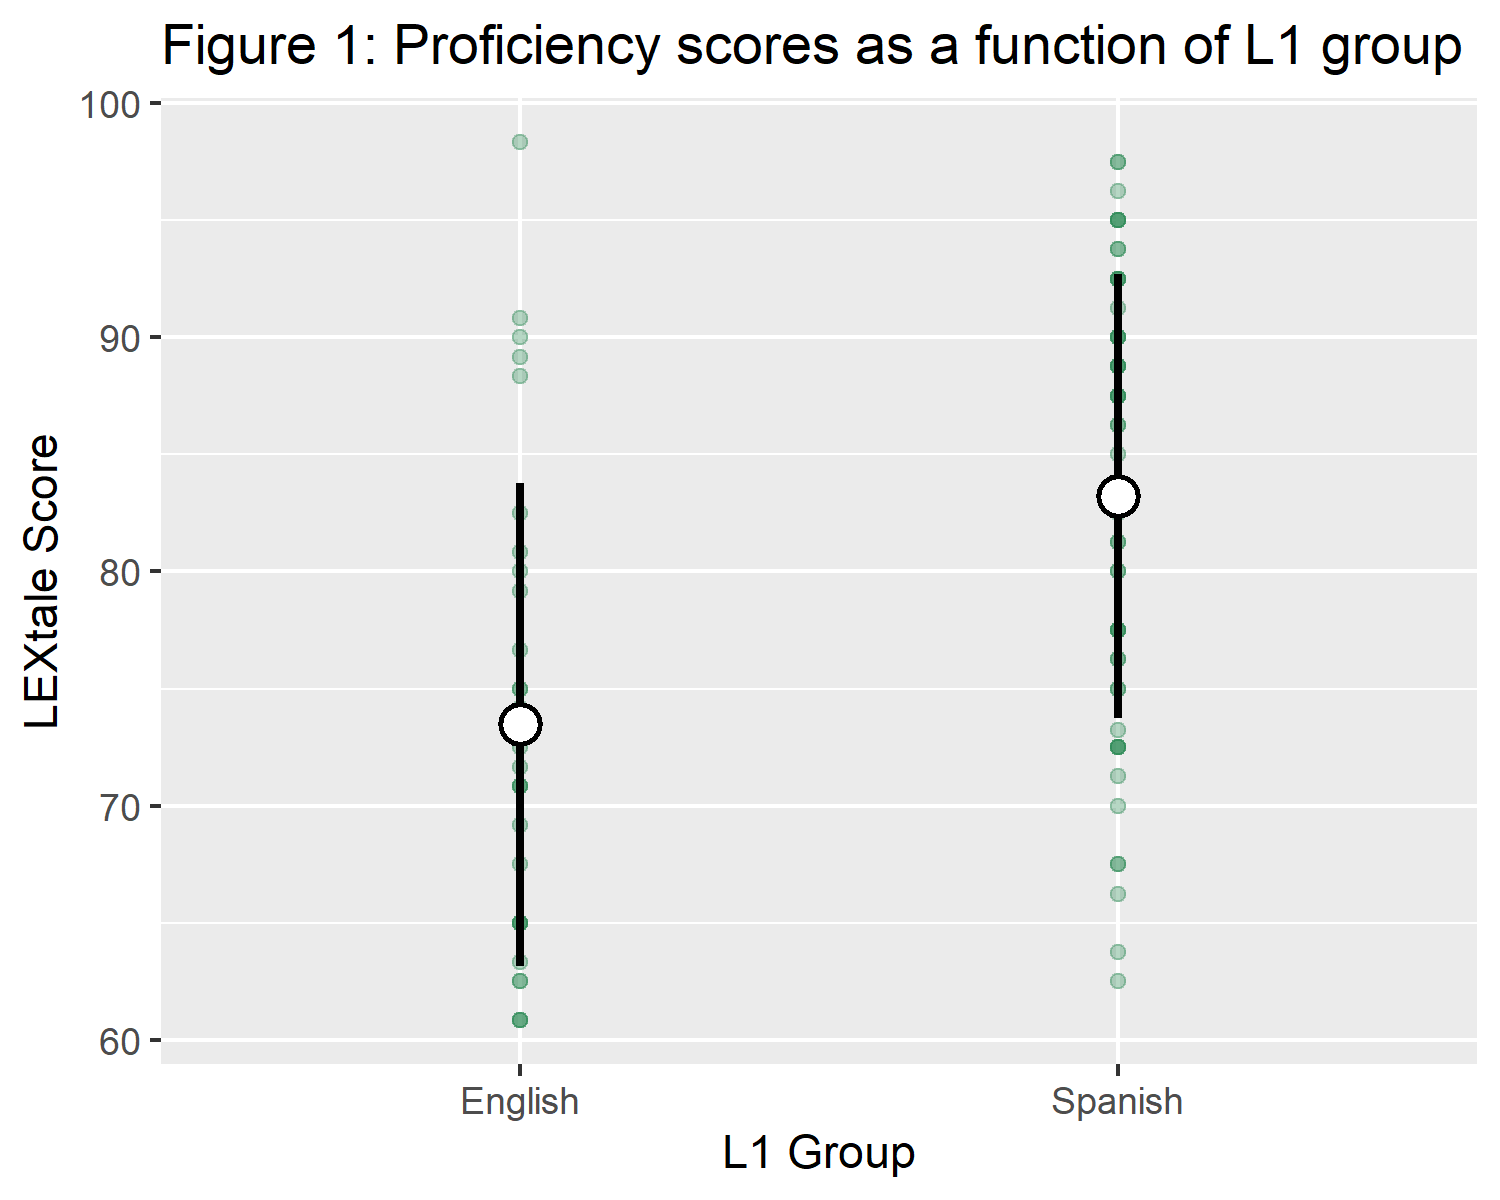 Figure 1: Proficiency scores as a function of L1 group
100
90
80
70
60
LEXtale Score
English
Spanish
L1 Group